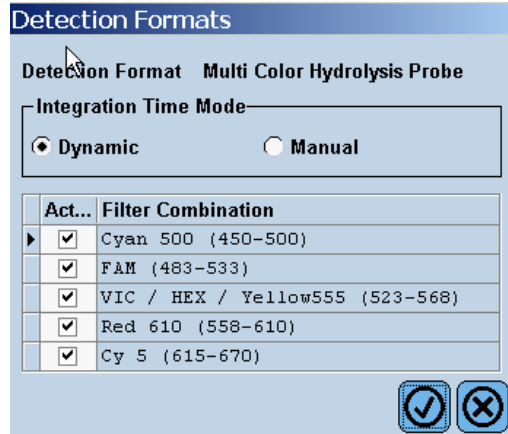 Detection Formats
Detection Format Multi Color Hydrolysis Probe
Integration Time Mode
Dynamic Manual
Act... Filter Combination
Cyan 500 (450-500)
FAM (483-533)
VIC / HEX / Yellow555 (523-568)
Red 610 (558-610)
Cy 5 (615-670)